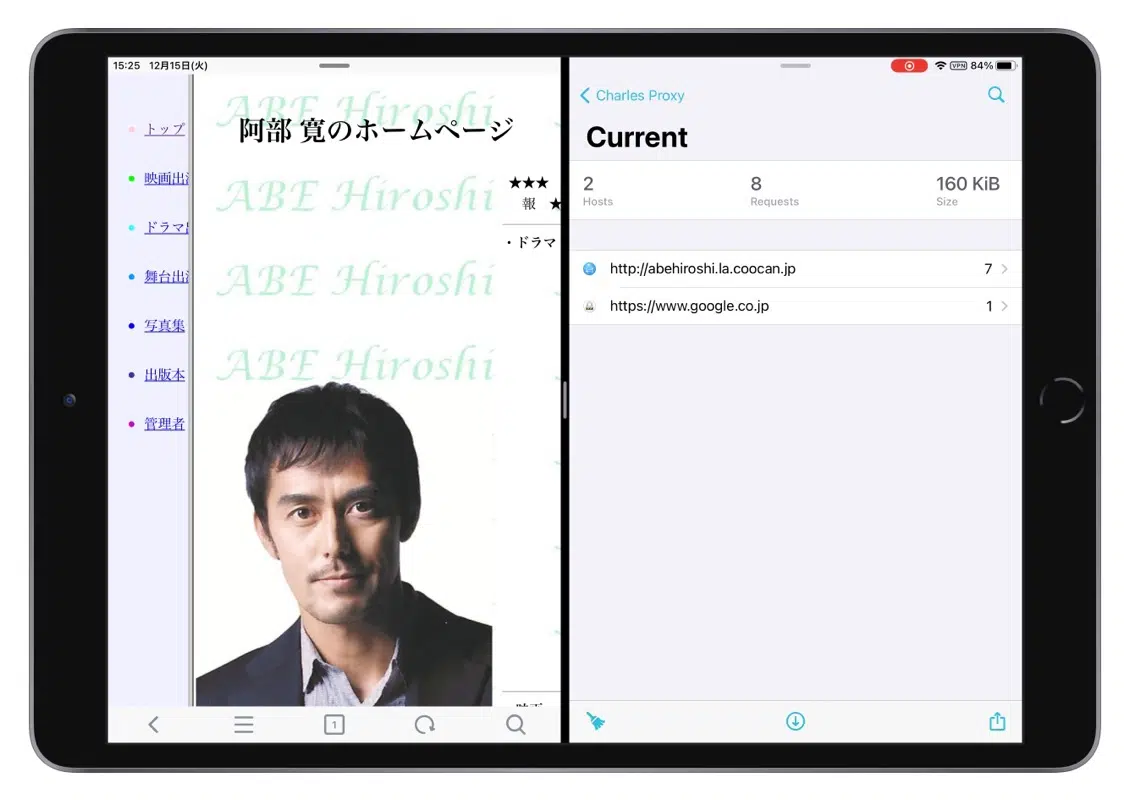 15:25 12月15日(火)
ABE Hiroshi
阿部 寛のホームページ
トップ
映画出演
ドラマ出
舞台出演
写真集
出版本
管理者
ABE Hiroshi
ABE Hiroshi
ABE Hiroshi
★★★
報 ★
・ドラマ
1
VPN 84%
Charles Proxy
Current
2
Hosts
8
Requests
160 KiB
Size
http://abehiroshi.la.coocan.jp 7
https://www.google.co.jp 1